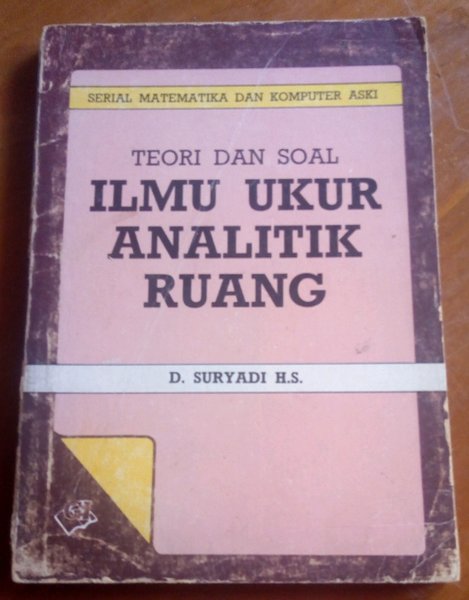 SERIAL MATEMATIKA DAN KOMPUTER ASKI
TEORI DAN SOAL
ILMU UKUR
ANALITIK
RUANG
D. SURYADI H.S.